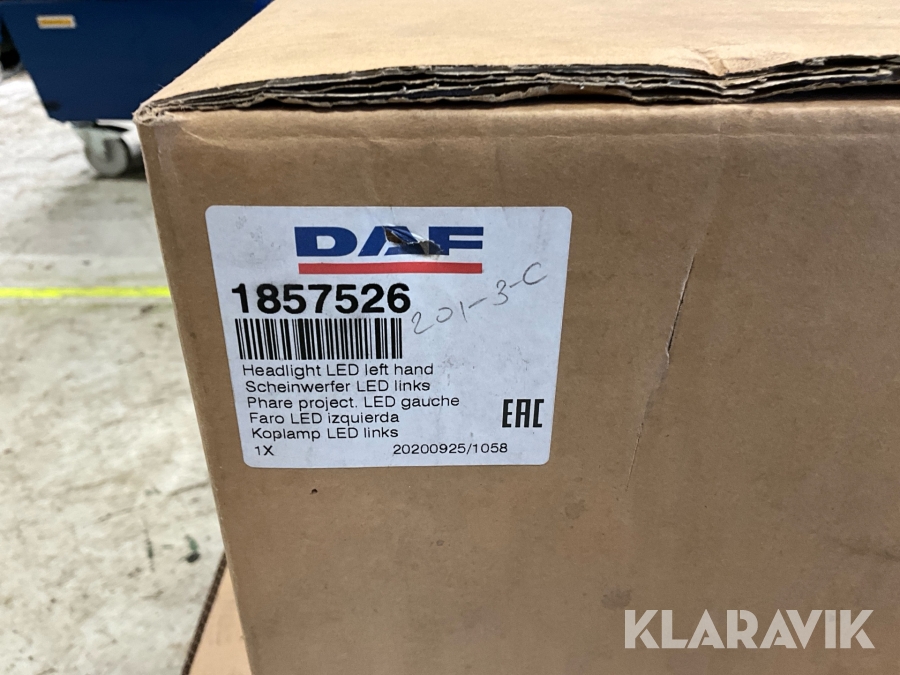 DAF
1857526
201-3-C
Headlight LED left hand
Scheinwerfer LED links
Phare project. LED gauche
Faro LED izquierda
Koplamp LED links
EAC
1X 20200925/1058
KLARAVIK